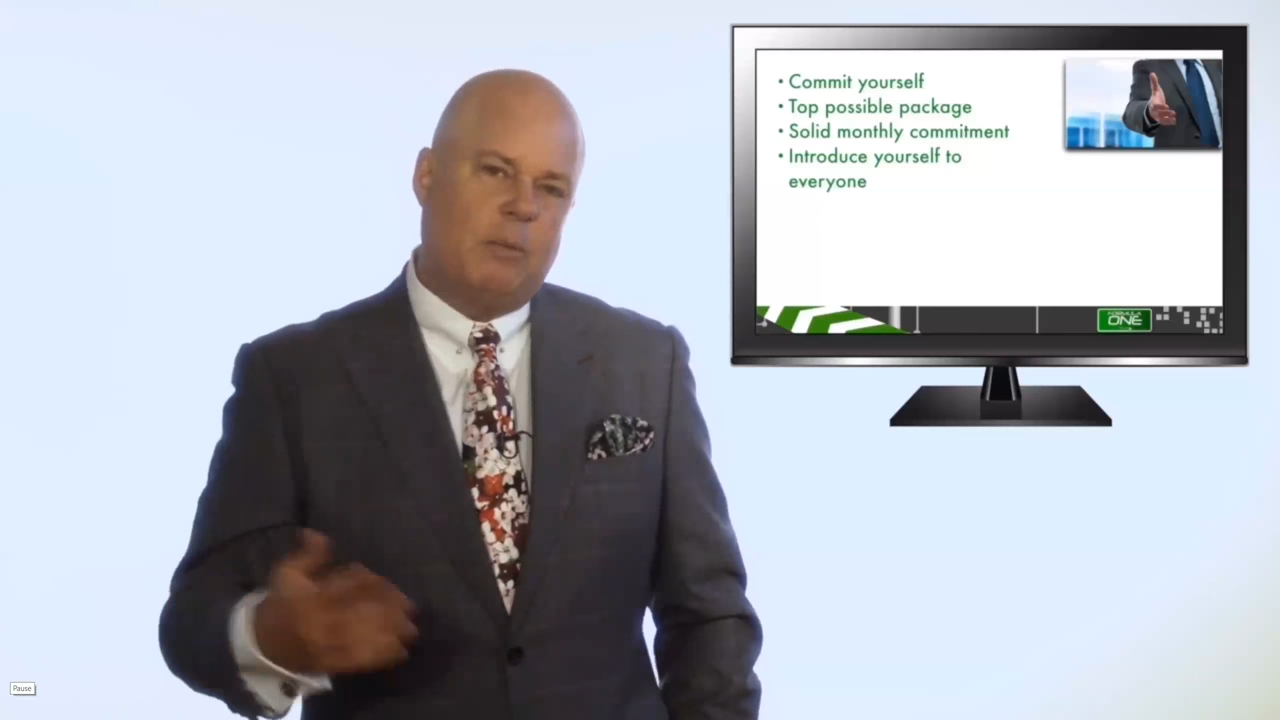 • Commit yourself
• Top possible package
• Solid monthly commitment
• Introduce yourself to
everyone
FORMULA
ONE
Pause